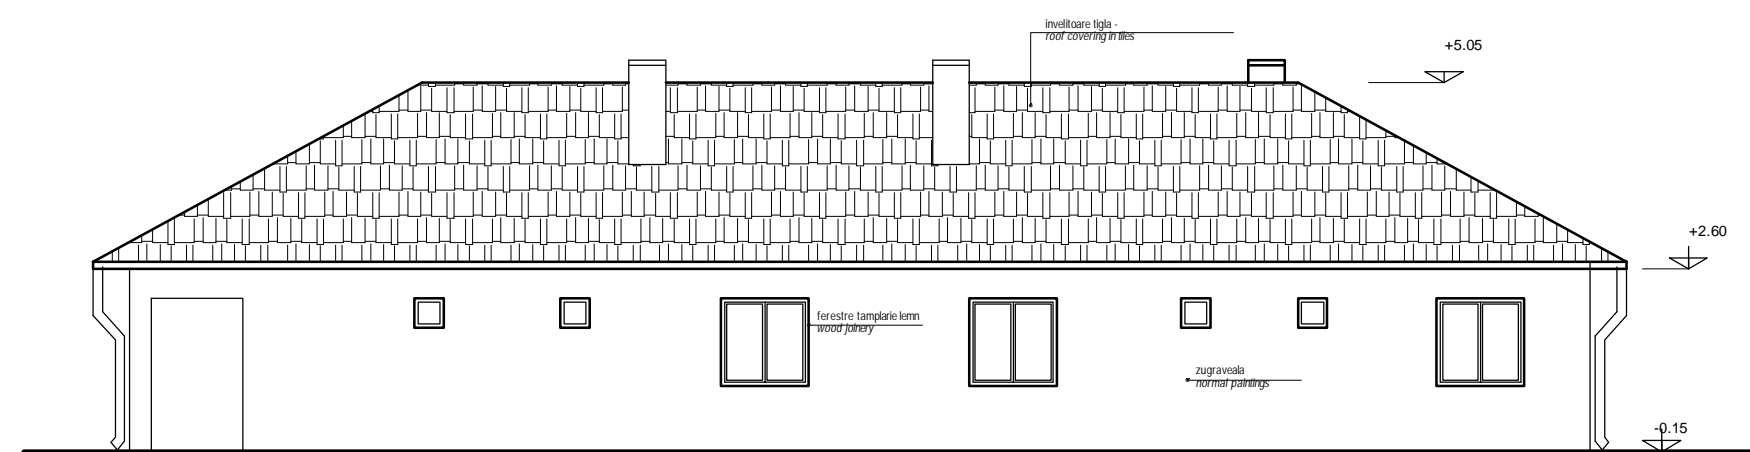 invelitoare tigla -
roof covering in tiles
+5.05
+2.60
ferestre tamplarie lemn
wood joinery
zugraveala
normal paintings
-0.15